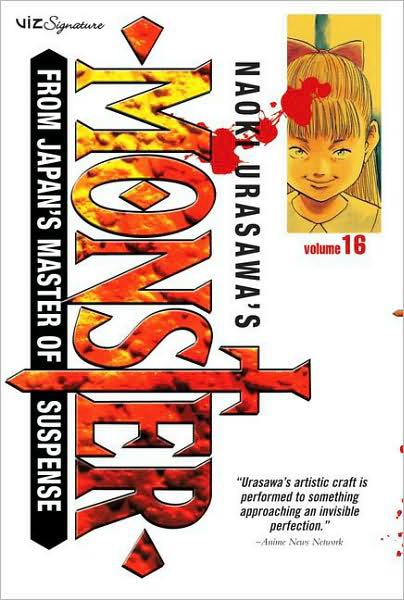 VIZ Signature
MONSTER
FROM JAPAN'S MASTER OF SUSPENSE
NAOKI URASAWA'S
volume 16
"Urasawa's artistic craft is
performed to something
approaching an invisible
perfection."
–Anime News Network